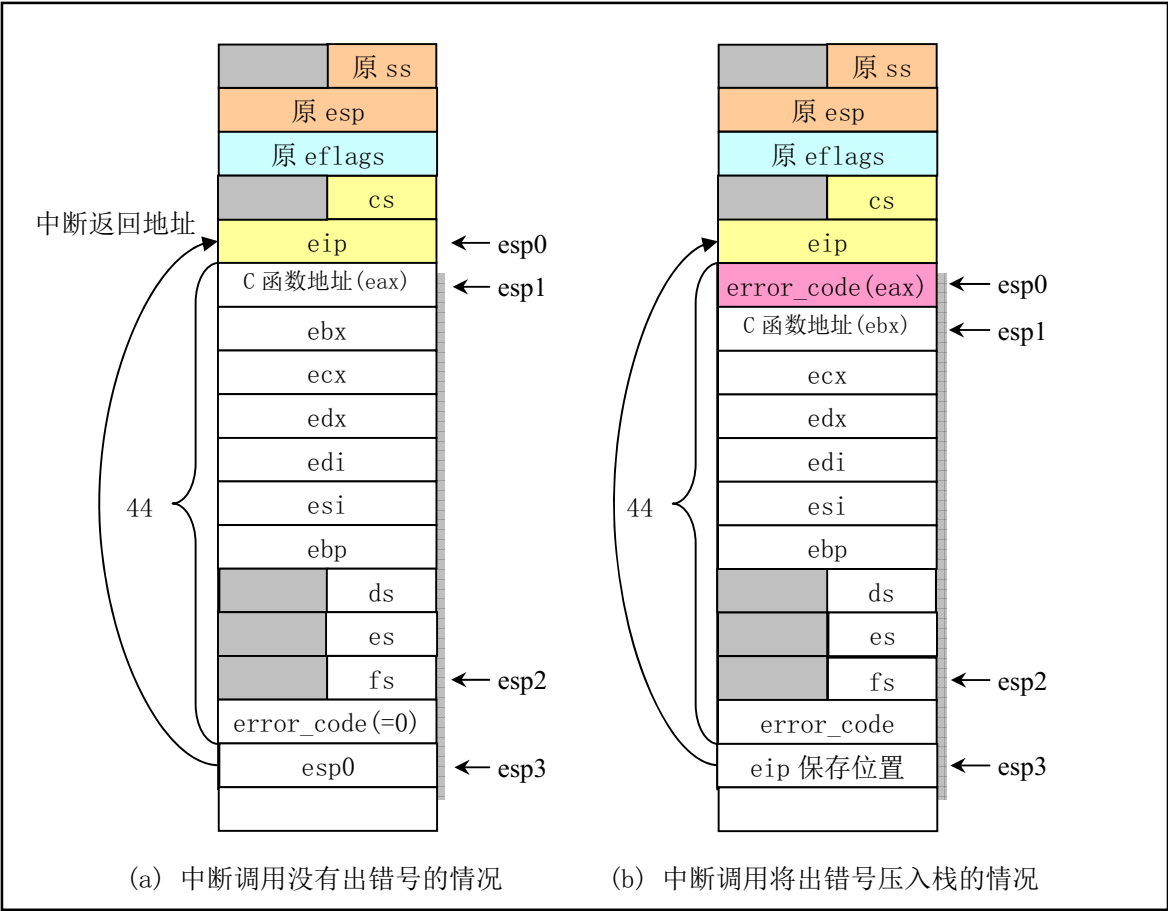 原 ss
原 esp
原 eflags
cs
中断返回地址
eip
esp0
C 函数地址(eax)
esp1
ebx
ecx
edx
edi
44
esi
ebp
ds
es
fs
esp2
error_code(=0)
esp0
esp3
(a) 中断调用没有出错号的情况
原 ss
原 esp
原 eflags
cs
eip
error_code(eax)
esp0
C 函数地址(ebx)
esp1
ecx
edx
edi
44
esi
ebp
ds
es
fs
esp2
error_code
eip 保存位置
esp3
(b) 中断调用将出错号压入栈的情况